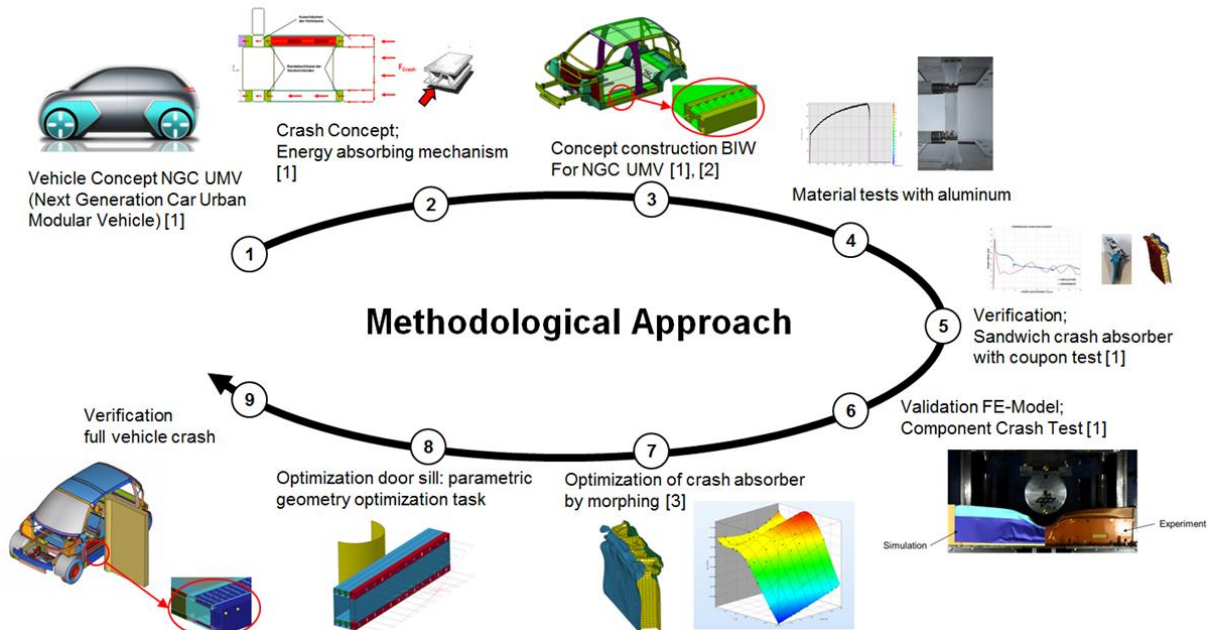 Vehicle Concept NGC UMV
(Next Generation Car Urban
Modular Vehicle) [1]
F Crash
Crash Concept;
Energy absorbing mechanism
[1]
Concept construction BIW
For NGC UMV [1], [2]
Material tests with aluminum
1
2
3
4
5
Verification;
Sandwich crash absorber
with coupon test [1]
Methodological Approach
6
Validation FE-Model;
Component Crash Test [1]
Simulation
Experiment
7
Optimization of crash absorber
by morphing [3]
8
Optimization door sill: parametric
geometry optimization task
9
Verification
full vehicle crash